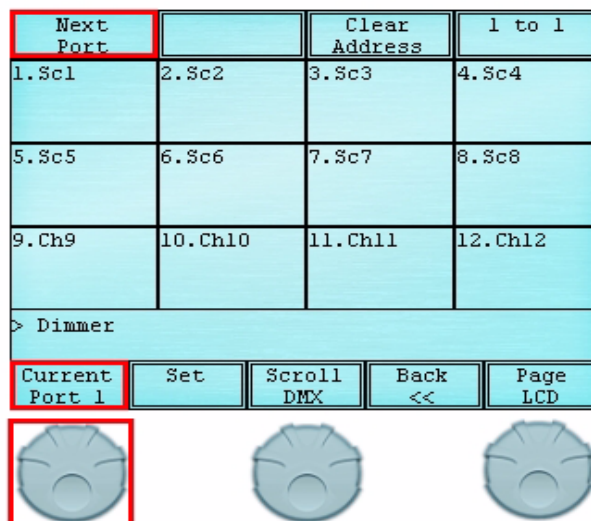 Next
Port
Clear
Address
1 to 1
1.Sc1
2.Sc2
3.Sc3
4.Sc4
5.Sc5
6.Sc6
7.Sc7
8.Sc8
9.Ch9
10.Ch10
11.Ch11
12.Ch12
> Dimmer
Current
Port 1
Set
Scroll
DMX
Back
<<
Page
LCD